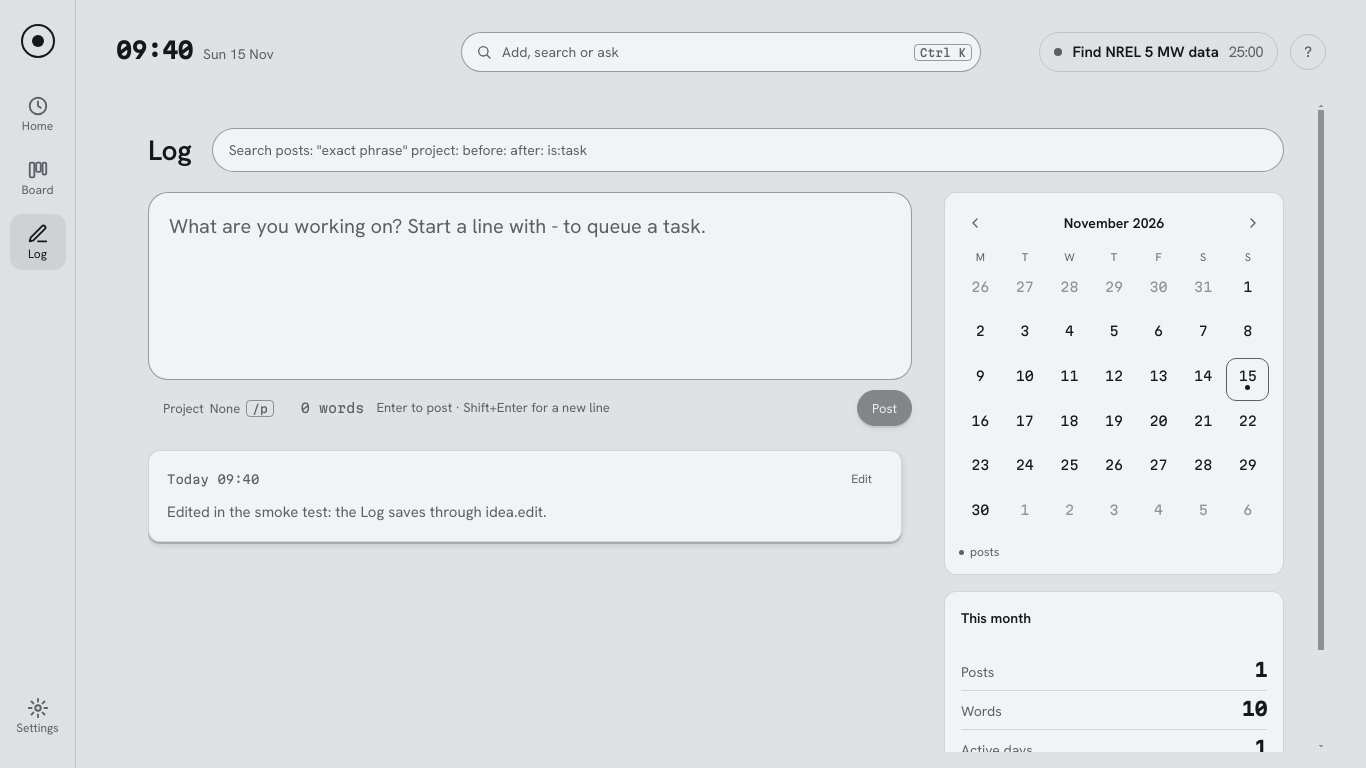 09:40 Sun 15 Nov
Add, search or ask Ctrl K
Find NREL 5 MW data 25:00
?
Home
Board
Log
Settings
Log
Search posts: "exact phrase" project: before: after: is:task
What are you working on? Start a line with - to queue a task.
Project None /p 0 words Enter to post · Shift+Enter for a new line
Post
Today 09:40
Edit
Edited in the smoke test: the Log saves through idea.edit.
November 2026
M T W T F S S
26 27 28 29 30 31 1
2 3 4 5 6 7 8
9 10 11 12 13 14 15
16 17 18 19 20 21 22
23 24 25 26 27 28 29
30 1 2 3 4 5 6
posts
This month
Posts 1
Words 10
Active days 1